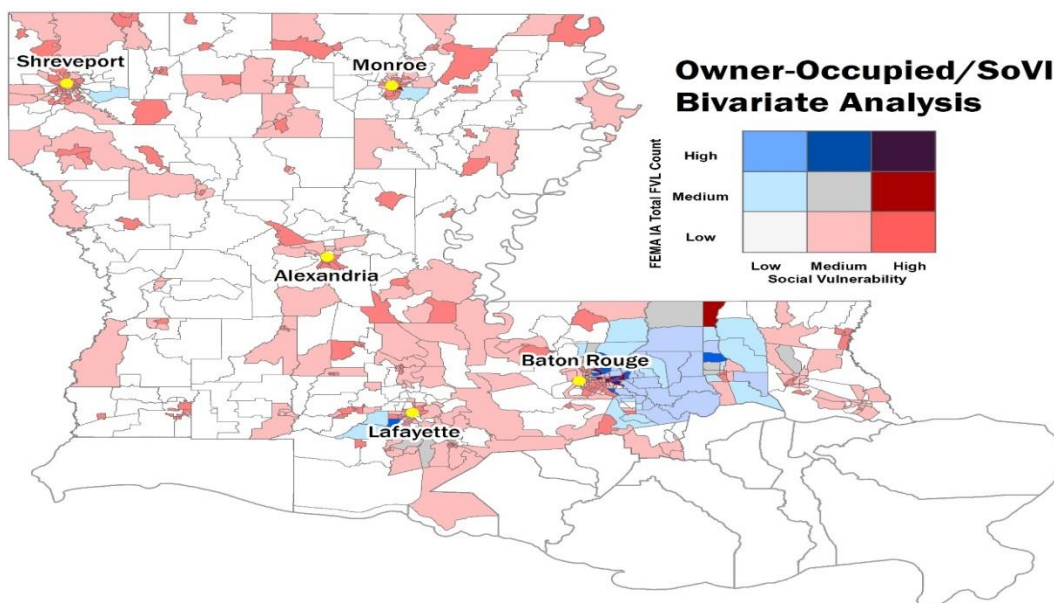 Shreveport
Monroe
Owner-Occupied/SoVI
Bivariate Analysis
FEMA IA Total FVL Count
High
Medium
Low
Low
Medium
High
Social Vulnerability
Alexandria
Baton Rouge
Lafayette